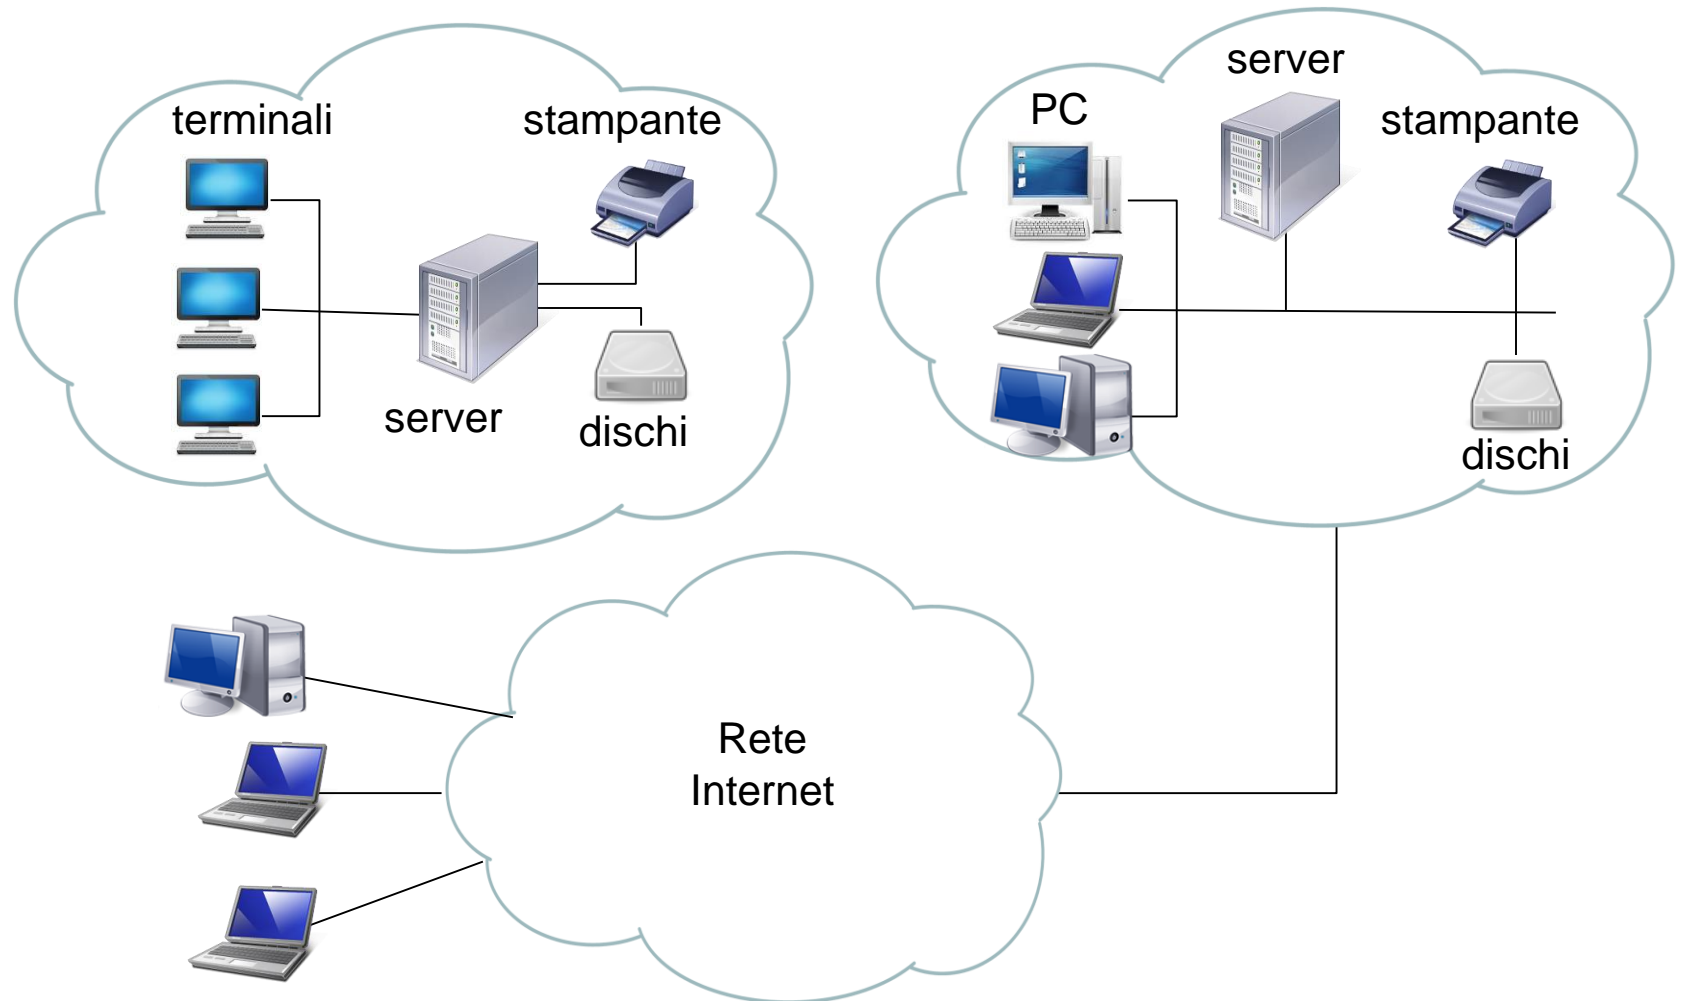 terminali
stampante
server
dischi
server
PC
stampante
dischi
Rete
Internet